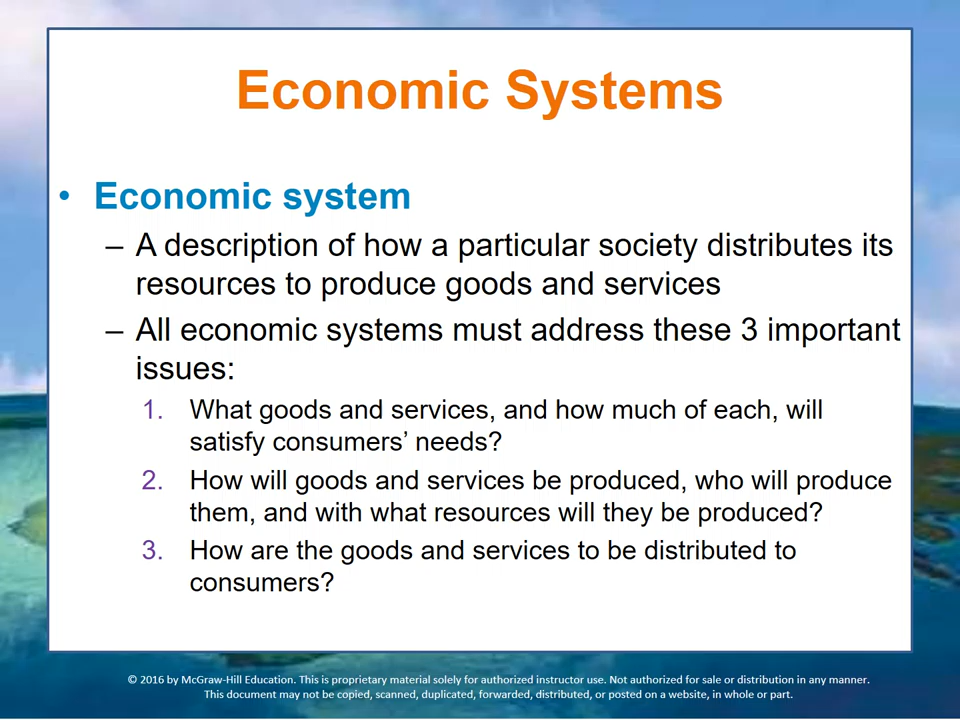 Economic Systems
• Economic system
– A description of how a particular society distributes its
resources to produce goods and services
– All economic systems must address these 3 important
issues:
1. What goods and services, and how much of each, will
satisfy consumers’ needs?
2. How will goods and services be produced, who will produce
them, and with what resources will they be produced?
3. How are the goods and services to be distributed to
consumers?
© 2016 by McGraw-Hill Education. This is proprietary material solely for authorized instructor use. Not authorized for sale or distribution in any manner.
This document may not be copied, scanned, duplicated, forwarded, distributed, or posted on a website, in whole or part.